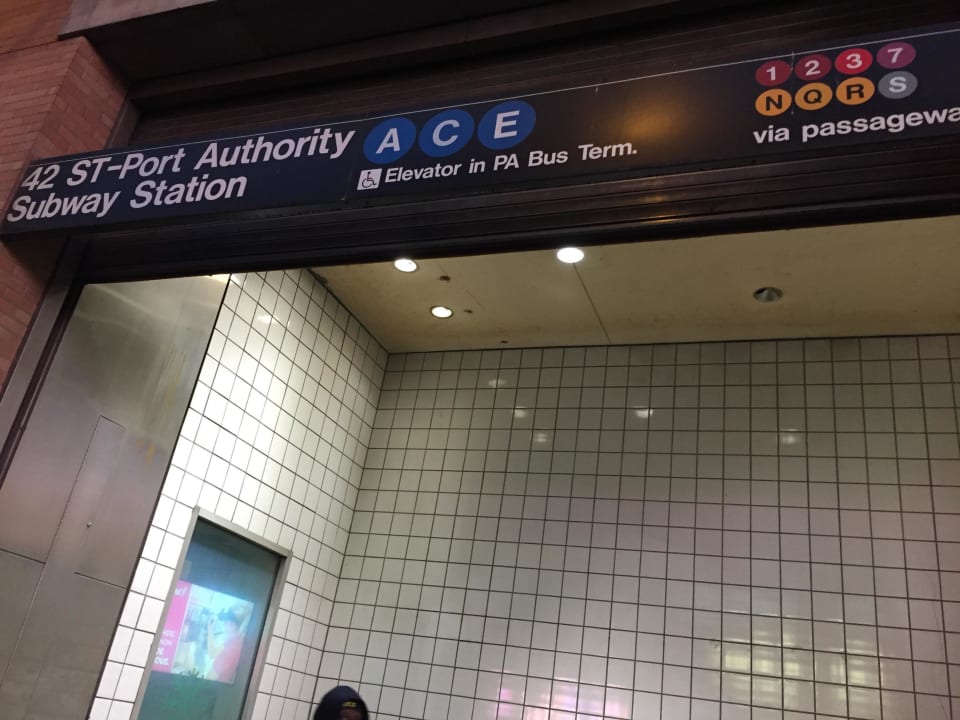 42 ST-Port Authority
Subway Station
A C E
Elevator in PA Bus Term.
1 2 3 7
N Q R S
via passagewa